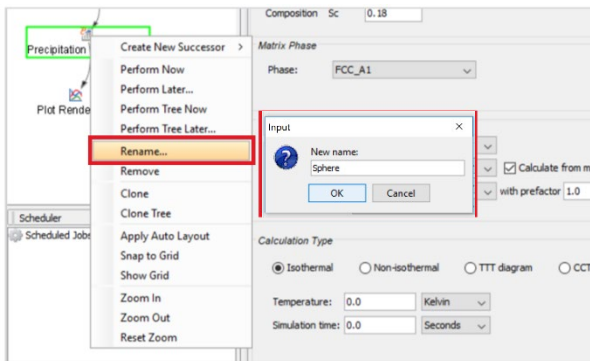 Composition Sc 0.18
Precipitation
Plot Rende
Create New Successor >
Perform Now
Perform Later...
Perform Tree Now
Perform Tree Later...
Rename...
Remove
Clone
Clone Tree
Apply Auto Layout
Snap to Grid
Show Grid
Zoom In
Zoom Out
Reset Zoom
Scheduler
Scheduled Jobs
Matrix Phase
Phase: FCC_A1
Input
New name:
Sphere
OK Cancel
Calculate from m
with prefactor 1.0
Calculation Type
Isothermal Non-isothermal TTT diagram CCT
Temperature: 0.0 Kelvin
Simulation time: 0.0 Seconds